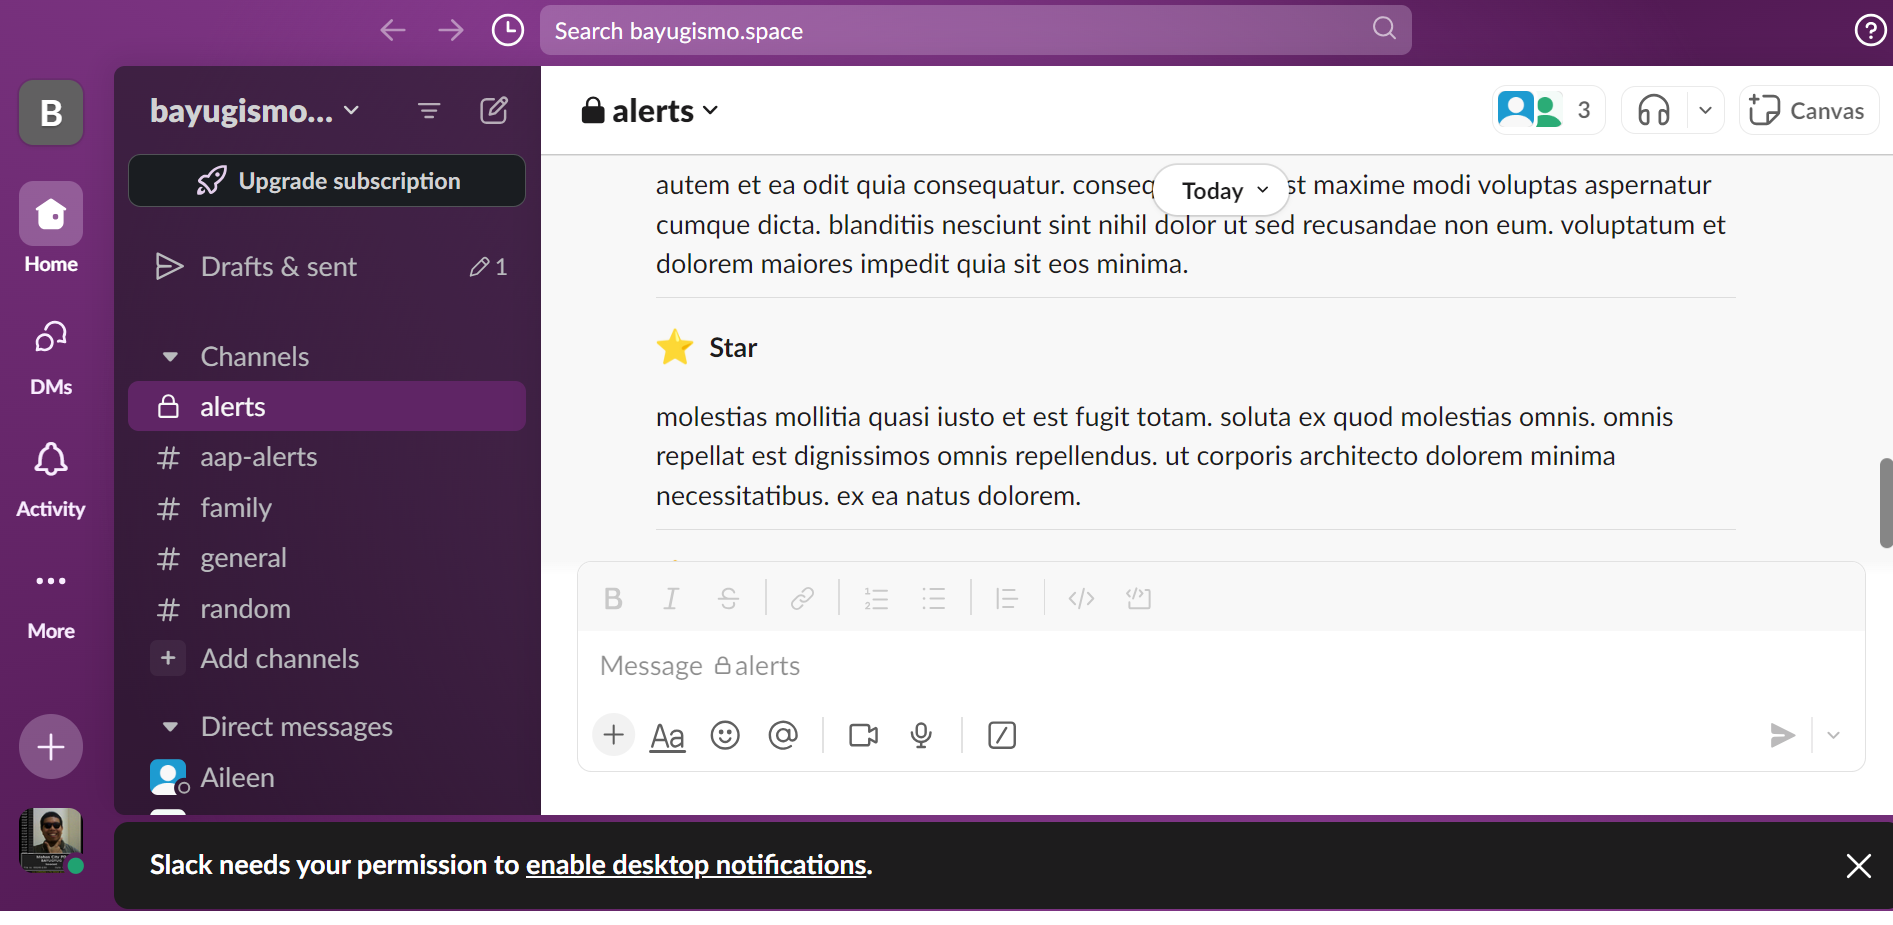 Search bayugismo.space
B
bayugismo...
Upgrade subscription
Home
Drafts & sent
1
DMs
Channels
alerts
aap-alerts
Activity
family
general
random
More
Add channels
Direct messages
Aileen
alerts
3
Canvas
Today
autem et ea odit quia consequatur. st maxime modi voluptas aspernatur
cumque dicta. blanditiis nesciunt sint nihil dolor ut sed recusandae non eum. voluptatum et
dolorem maiores impedit quia sit eos minima.
Star
molestias mollitia quasi iusto et est fugit totam. soluta ex quod molestias omnis. omnis
repellat est dignissimos omnis repellendus. ut corporis architecto dolorem minima
necessitatibus. ex ea natus dolorem.
Message alerts
Aa
Slack needs your permission to enable desktop notifications.